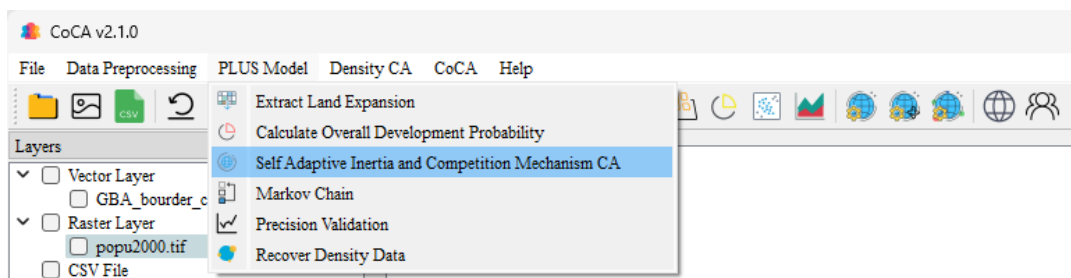 CoCA v2.1.0
File Data Preprocessing PLUS Model Density CA CoCA Help
CSV
Extract Land Expansion
Calculate Overall Development Probability
Layers
Self Adaptive Inertia and Competition Mechanism CA
Vector Layer
GBA_bourder_c
Markov Chain
Raster Layer
Precision Validation
popu2000.tif
Recover Density Data
CSV File